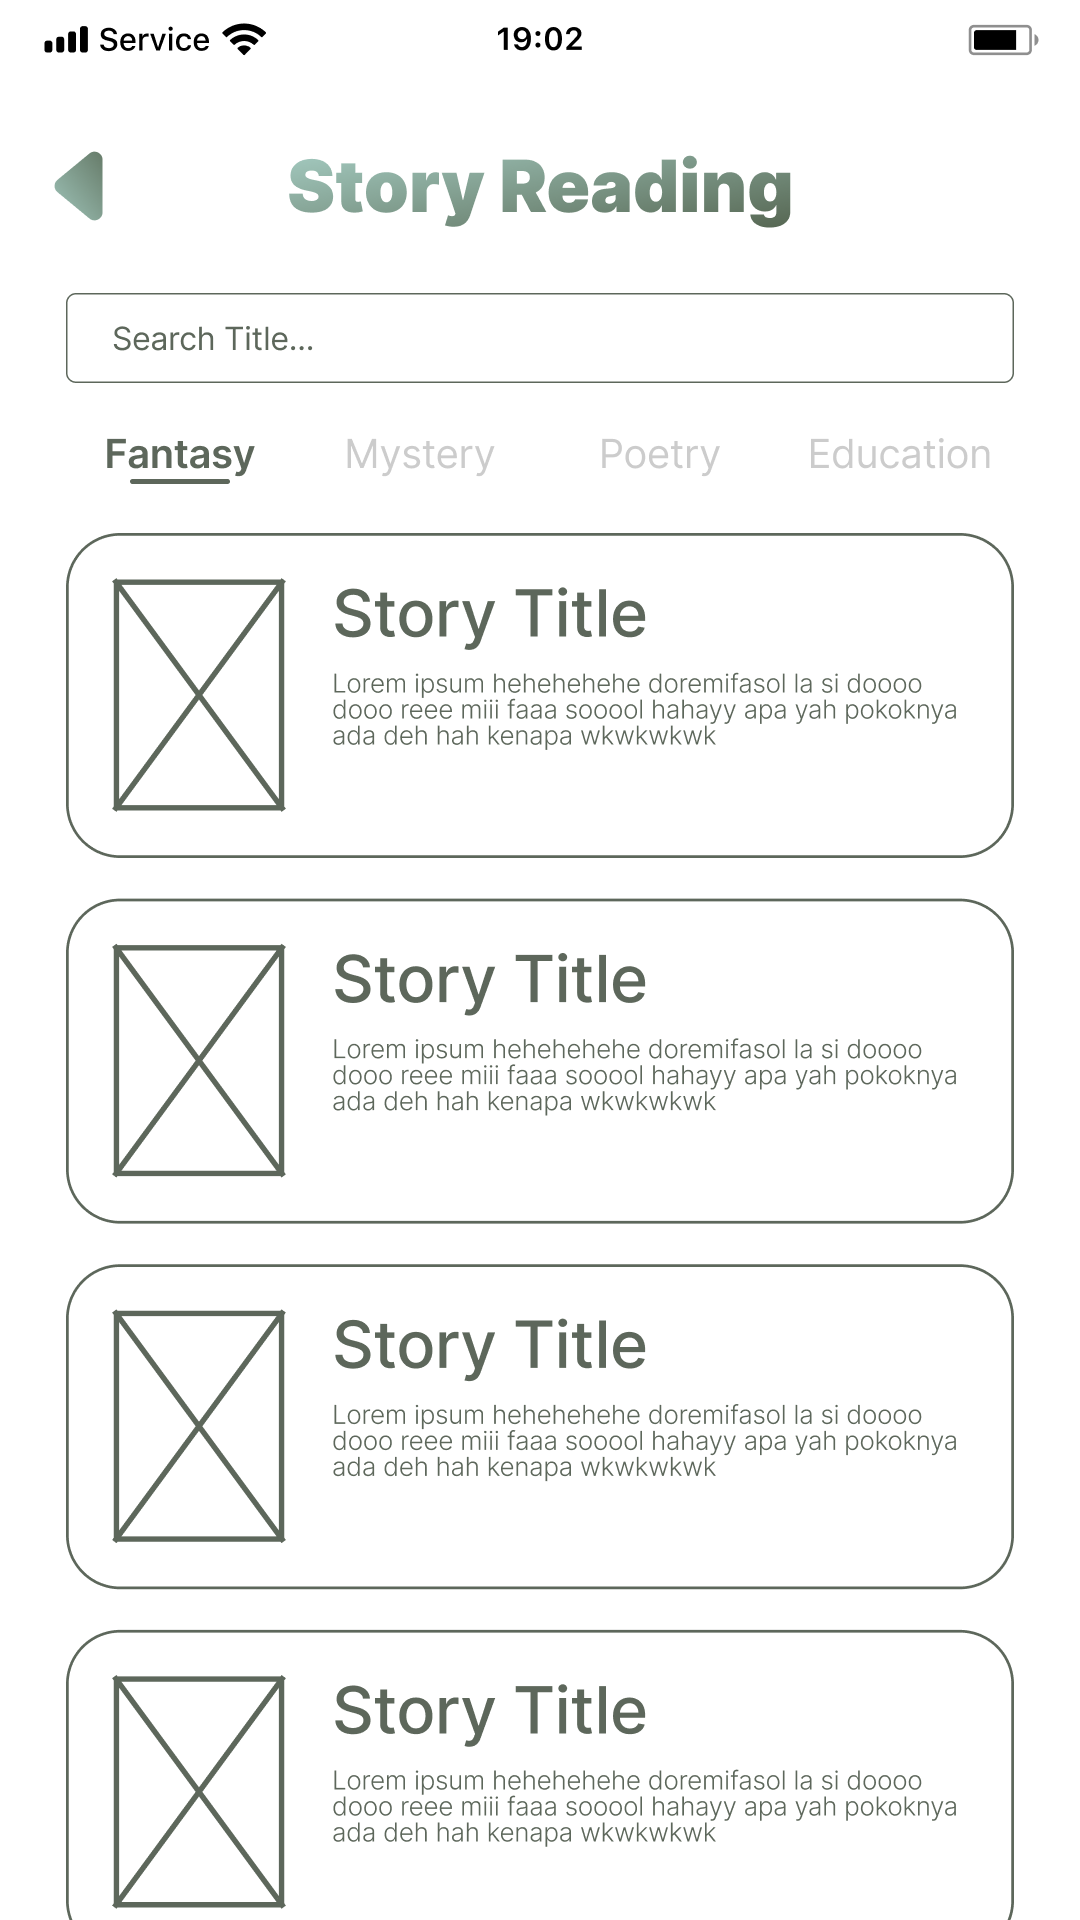 Service
19:02
Story Reading
Search Title...
Fantasy Mystery Poetry Education
Story Title
Lorem ipsum hehehehehe doremifasol la si doooo
dooo reee miii faaa sooool hahayy apa yah pokoknya
ada deh hah kenapa wkwkwkwk
Story Title
Lorem ipsum hehehehehe doremifasol la si doooo
dooo reee miii faaa sooool hahayy apa yah pokoknya
ada deh hah kenapa wkwkwkwk
Story Title
Lorem ipsum hehehehehe doremifasol la si doooo
dooo reee miii faaa sooool hahayy apa yah pokoknya
ada deh hah kenapa wkwkwkwk
Story Title
Lorem ipsum hehehehehe doremifasol la si doooo
dooo reee miii faaa sooool hahayy apa yah pokoknya
ada deh hah kenapa wkwkwkwk